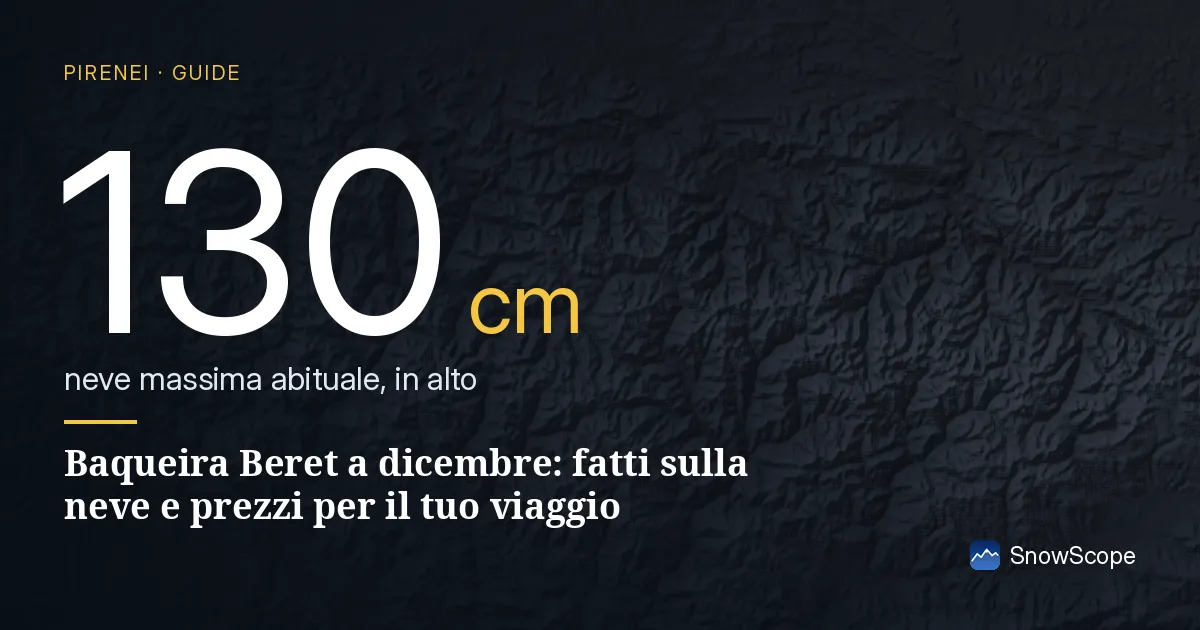 PIRENEI · GUIDE
130 cm
neve massima abituale, in alto
Baqueira Beret a dicembre: fatti sulla
neve e prezzi per il tuo viaggio
SnowScope